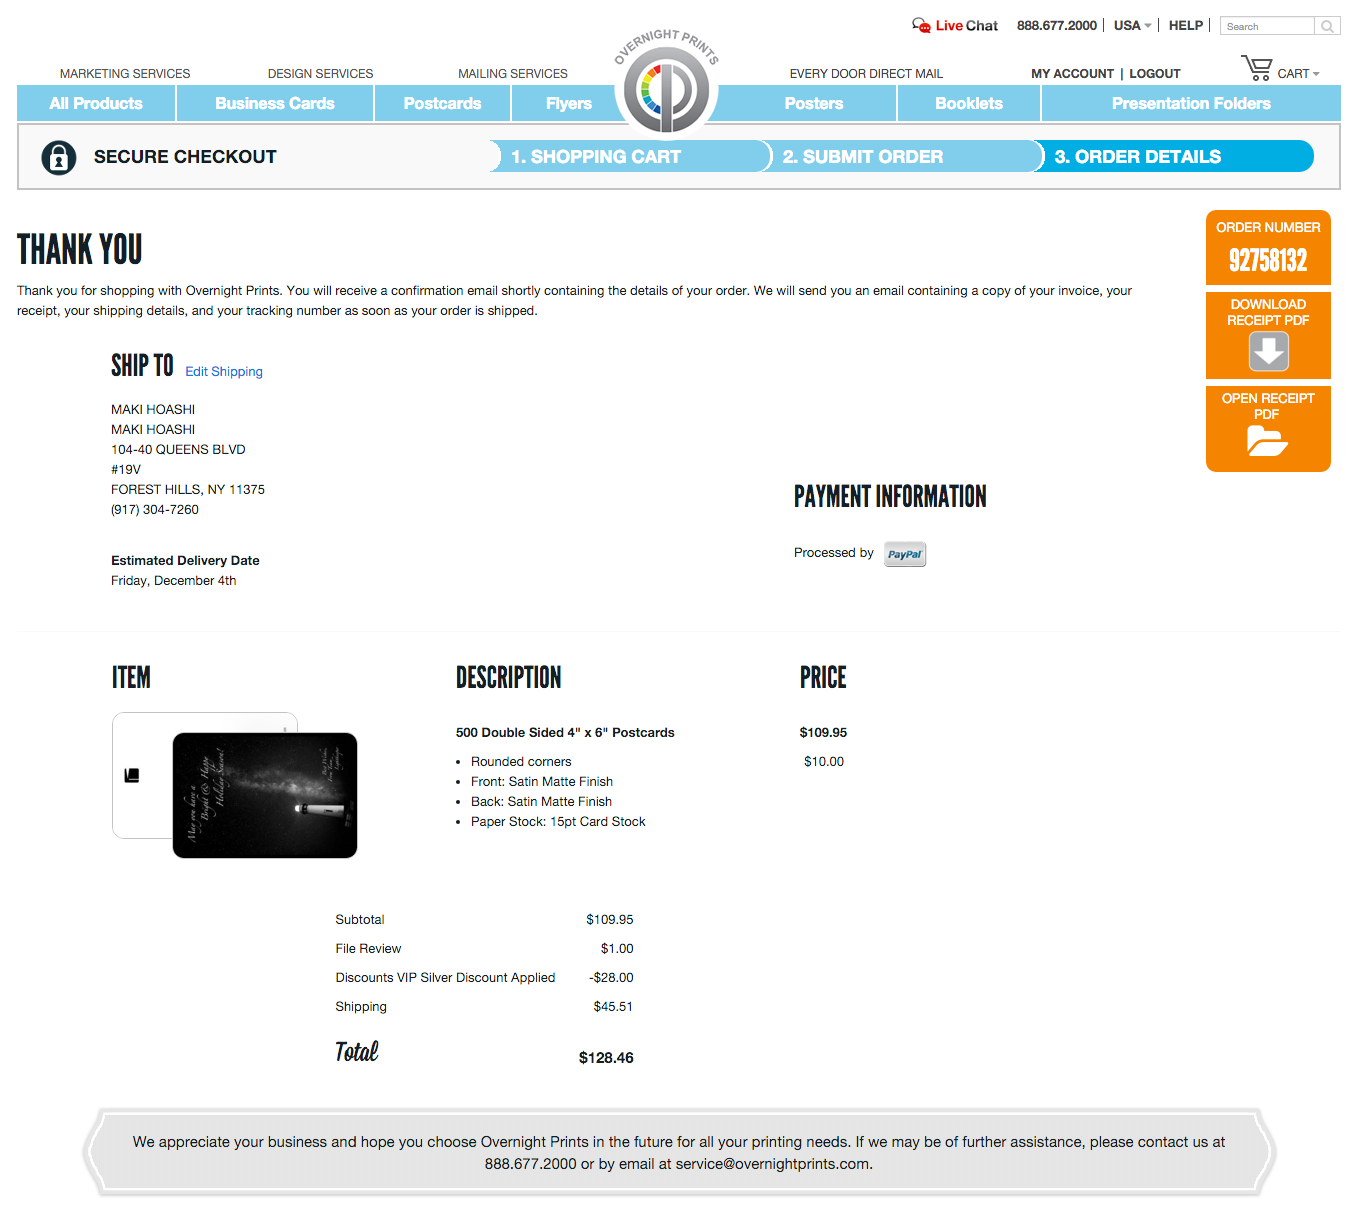 Live Chat 888.677.2000 USA HELP Search
OVERNIGHT PRINTS
MARKETING SERVICES DESIGN SERVICES MAILING SERVICES EVERY DOOR DIRECT MAIL MY ACCOUNT | LOGOUT CART
All Products Business Cards Postcards Flyers Posters Booklets Presentation Folders
SECURE CHECKOUT 1. SHOPPING CART 2. SUBMIT ORDER 3. ORDER DETAILS
ORDER NUMBER
92758132
DOWNLOAD
RECEIPT PDF
OPEN RECEIPT
PDF
THANK YOU
Thank you for shopping with Overnight Prints. You will receive a confirmation email shortly containing the details of your order. We will send you an email containing a copy of your invoice, your
receipt, your shipping details, and your tracking number as soon as your order is shipped.
SHIP TO Edit Shipping
MAKI HOASHI
MAKI HOASHI
104-40 QUEENS BLVD
#19V
FOREST HILLS, NY 11375
(917) 304-7260
Estimated Delivery Date
Friday, December 4th
PAYMENT INFORMATION
Processed by PayPal
ITEM DESCRIPTION PRICE
May you have a
Bright & Happy
Holiday Season!
500 Double Sided 4" x 6" Postcards $109.95
Rounded corners $10.00
Front: Satin Matte Finish
Back: Satin Matte Finish
Paper Stock: 15pt Card Stock
Subtotal $109.95
File Review $1.00
Discounts VIP Silver Discount Applied -$28.00
Shipping $45.51
Total $128.46
We appreciate your business and hope you choose Overnight Prints in the future for all your printing needs. If we may be of further assistance, please contact us at
888.677.2000 or by email at service@overnightprints.com.